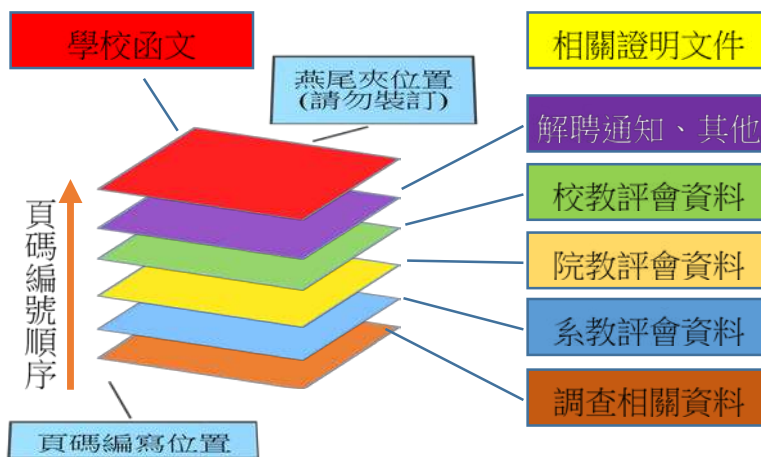 學校函文
相關證明文件
燕尾夾位置
(請勿裝訂)
解聘通知、其他
校教評會資料
院教評會資料
系教評會資料
調查相關資料
頁碼編號順序
頁碼編寫位置